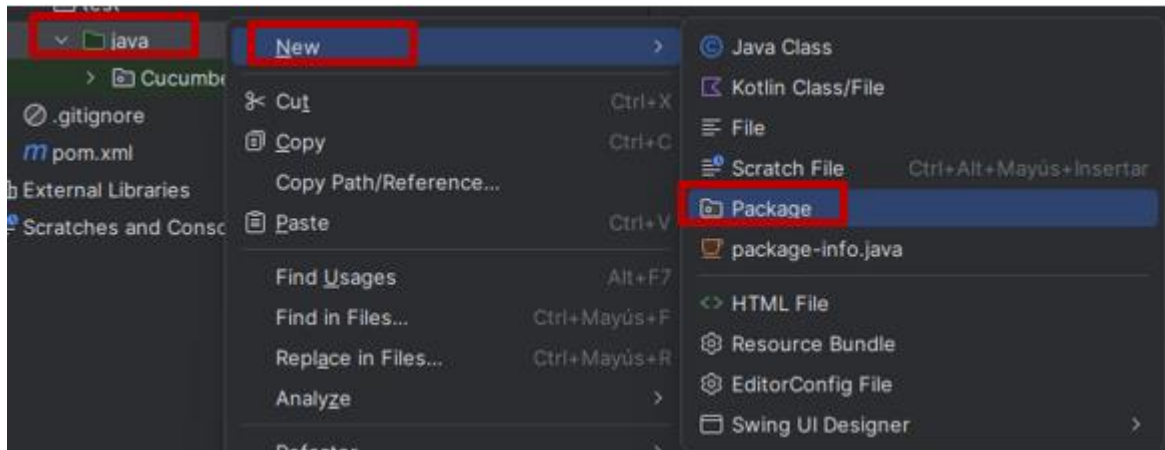 test
java
Cucumbe
.gitignore
pom.xml
External Libraries
Scratches and Consc
New
Cut Ctrl+X
Copy Ctrl+C
Copy Path/Reference...
Paste Ctrl+V
Find Usages Alt+F7
Find in Files... Ctrl+Mayús+F
Replace in Files... Ctrl+Mayús+R
Analyze
Refactor
Java Class
Kotlin Class/File
File
Scratch File Ctrl+Alt+Mayús+Insertar
Package
package-info.java
HTML File
Resource Bundle
EditorConfig File
Swing UI Designer